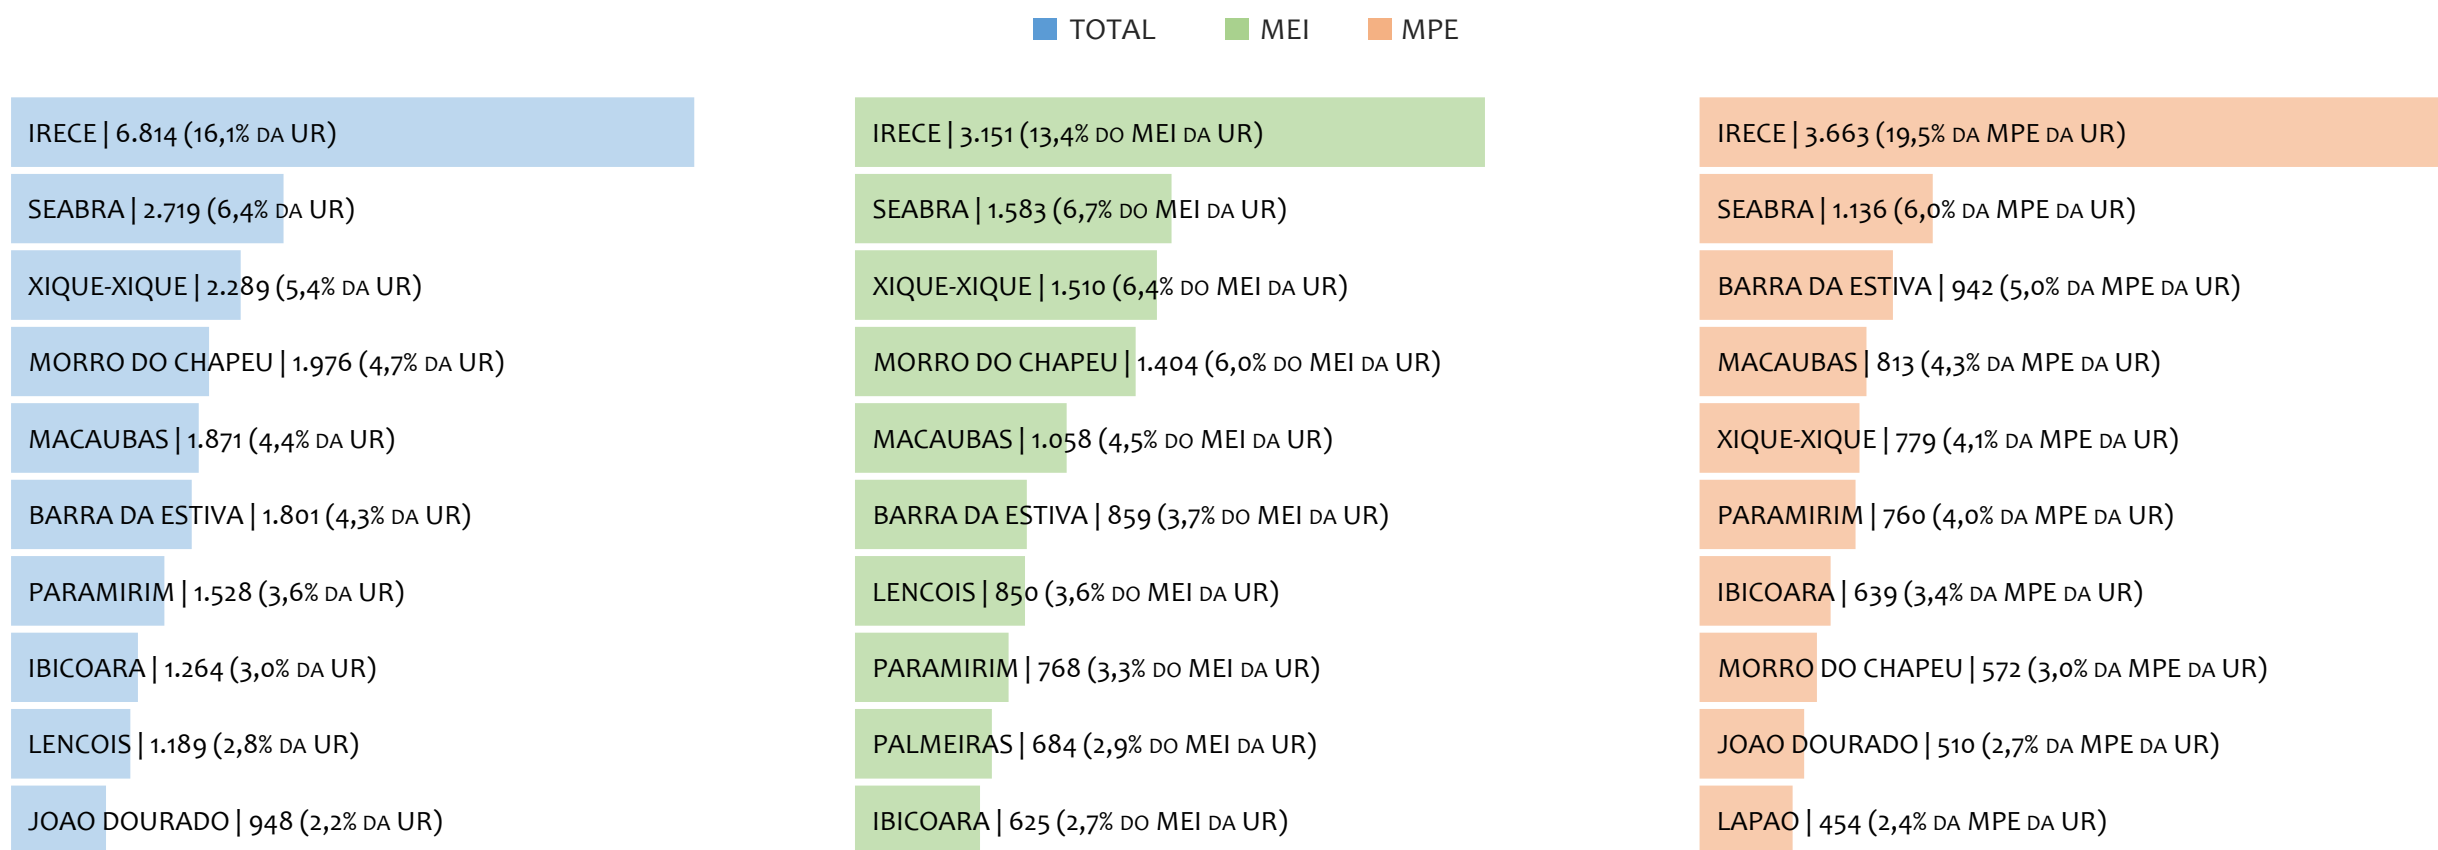 TOTAL MEI MPE
IRECE | 6.814 (16,1% DA UR)
SEABRA | 2.719 (6,4% DA UR)
XIQUE-XIQUE | 2.289 (5,4% DA UR)
MORRO DO CHAPEU | 1.976 (4,7% DA UR)
MACAUBAS | 1.871 (4,4% DA UR)
BARRA DA ESTIVA | 1.801 (4,3% DA UR)
PARAMIRIM | 1.528 (3,6% DA UR)
IBICOARA | 1.264 (3,0% DA UR)
LENCOIS | 1.189 (2,8% DA UR)
JOAO DOURADO | 948 (2,2% DA UR)
IRECE | 3.151 (13,4% DO MEI DA UR)
SEABRA | 1.583 (6,7% DO MEI DA UR)
XIQUE-XIQUE | 1.510 (6,4% DO MEI DA UR)
MORRO DO CHAPEU | 1.404 (6,0% DO MEI DA UR)
MACAUBAS | 1.058 (4,5% DO MEI DA UR)
BARRA DA ESTIVA | 859 (3,7% DO MEI DA UR)
LENCOIS | 850 (3,6% DO MEI DA UR)
PARAMIRIM | 768 (3,3% DO MEI DA UR)
PALMEIRAS | 684 (2,9% DO MEI DA UR)
IBICOARA | 625 (2,7% DO MEI DA UR)
IRECE | 3.663 (19,5% DA MPE DA UR)
SEABRA | 1.136 (6,0% DA MPE DA UR)
BARRA DA ESTIVA | 942 (5,0% DA MPE DA UR)
MACAUBAS | 813 (4,3% DA MPE DA UR)
XIQUE-XIQUE | 779 (4,1% DA MPE DA UR)
PARAMIRIM | 760 (4,0% DA MPE DA UR)
IBICOARA | 639 (3,4% DA MPE DA UR)
MORRO DO CHAPEU | 572 (3,0% DA MPE DA UR)
JOAO DOURADO | 510 (2,7% DA MPE DA UR)
LAPAO | 454 (2,4% DA MPE DA UR)